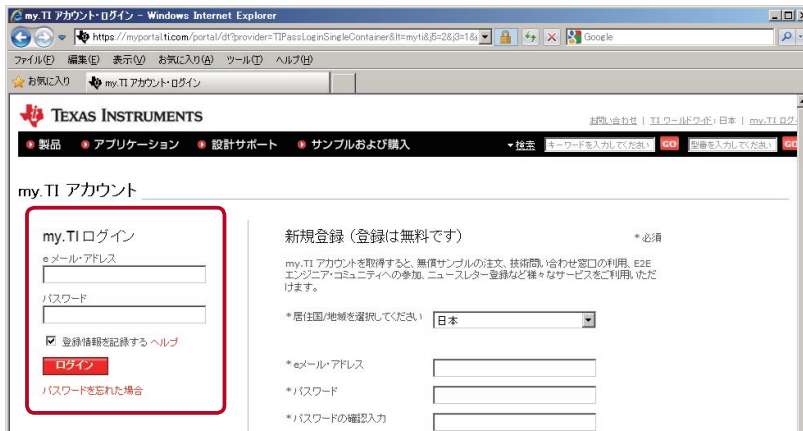 my.TI アカウント・ログイン - Windows Internet Explorer
https://myportal.ti.com/portal/dt?provider=TIPassLoginSingleContainer&lt=myti&j5=2&j3=1&
Google
ファイル(F) 編集(E) 表示(V) お気に入り(A) ツール(T) ヘルプ(H)
お気に入り my.TI アカウント・ログイン
TEXAS INSTRUMENTS
お問い合わせ | TI ワールドワイド: 日本 | my.TI ログ
製品 アプリケーション 設計サポート サンプルおよび購入 検索 キーワードを入力してください GO 型番を入力してください GO
my.TI アカウント
my.TI ログイン
eメール・アドレス
パスワード
登録情報を記録する ヘルプ
ログイン
パスワードを忘れた場合
新規登録 (登録は無料です) *必須
my.TI アカウントを取得すると、無償サンプルの注文、技術問い合わせ窓口の利用、E2E
エンジニア・コミュニティへの参加、ニュースレター登録など様々なサービスをご利用いただ
けます。
*居住国/地域を選択してください 日本
*eメール・アドレス
*パスワード
*パスワードの確認入力